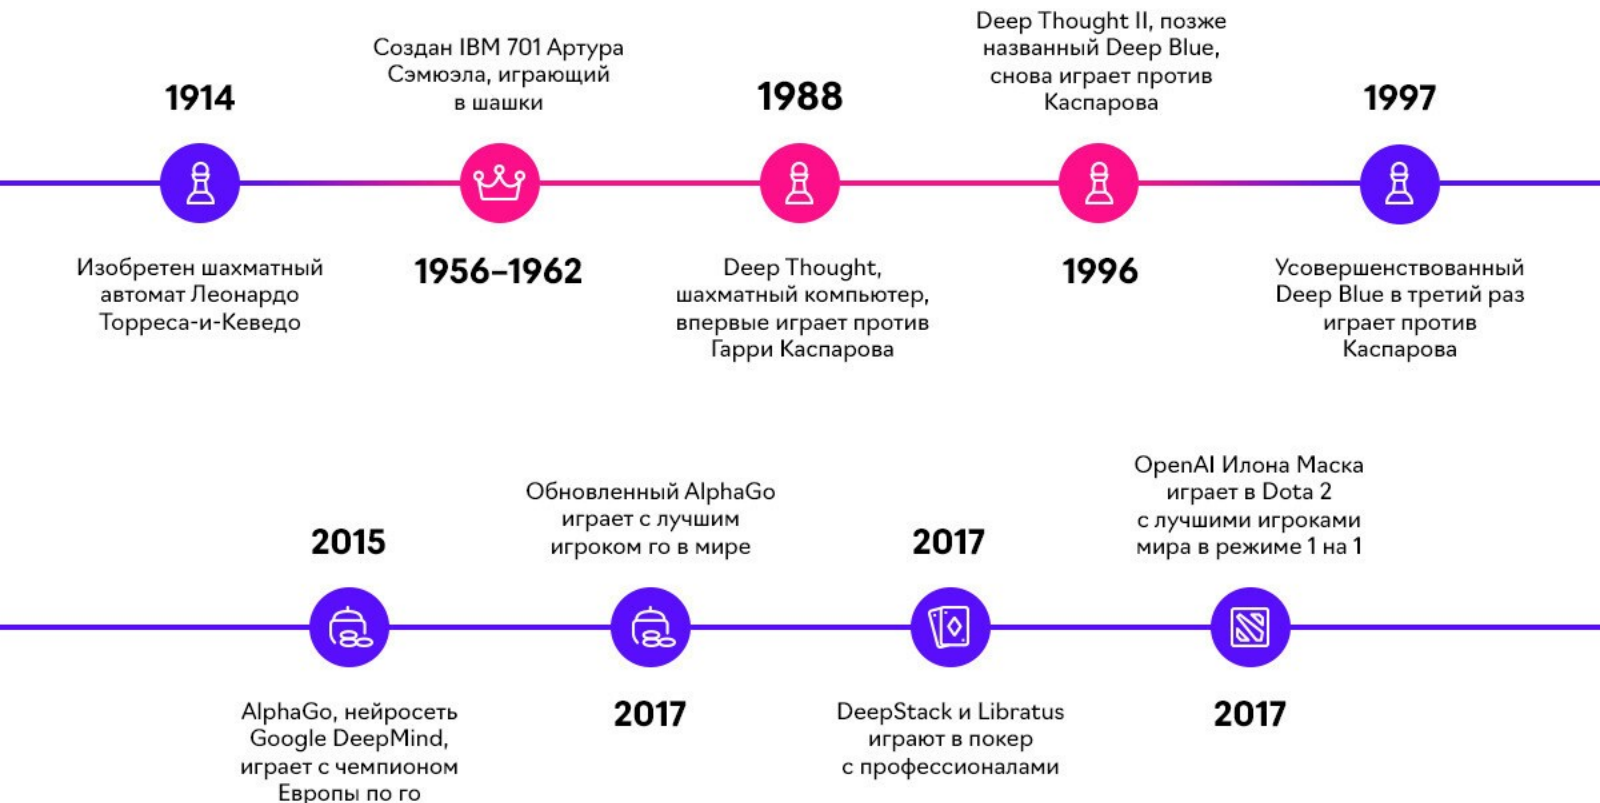 1914
Изобретен шахматный
автомат Леонардо
Торреса-и-Кеведо
Создан IBM 701 Артура
Сэмюэла, играющий
в шашки
1956–1962
1988
Deep Thought,
шахматный компьютер,
впервые играет против
Гарри Каспарова
Deep Thought II, позже
названный Deep Blue,
снова играет против
Каспарова
1996
1997
Усовершенствованный
Deep Blue в третий раз
играет против
Каспарова
2015
AlphaGo, нейросеть
Google DeepMind,
играет с чемпионом
Европы по го
Обновленный AlphaGo
играет с лучшим
игроком го в мире
2017
2017
DeepStack и Libratus
играют в покер
с профессионалами
OpenAI Илона Маска
играет в Dota 2
с лучшими игроками
мира в режиме 1 на 1
2017